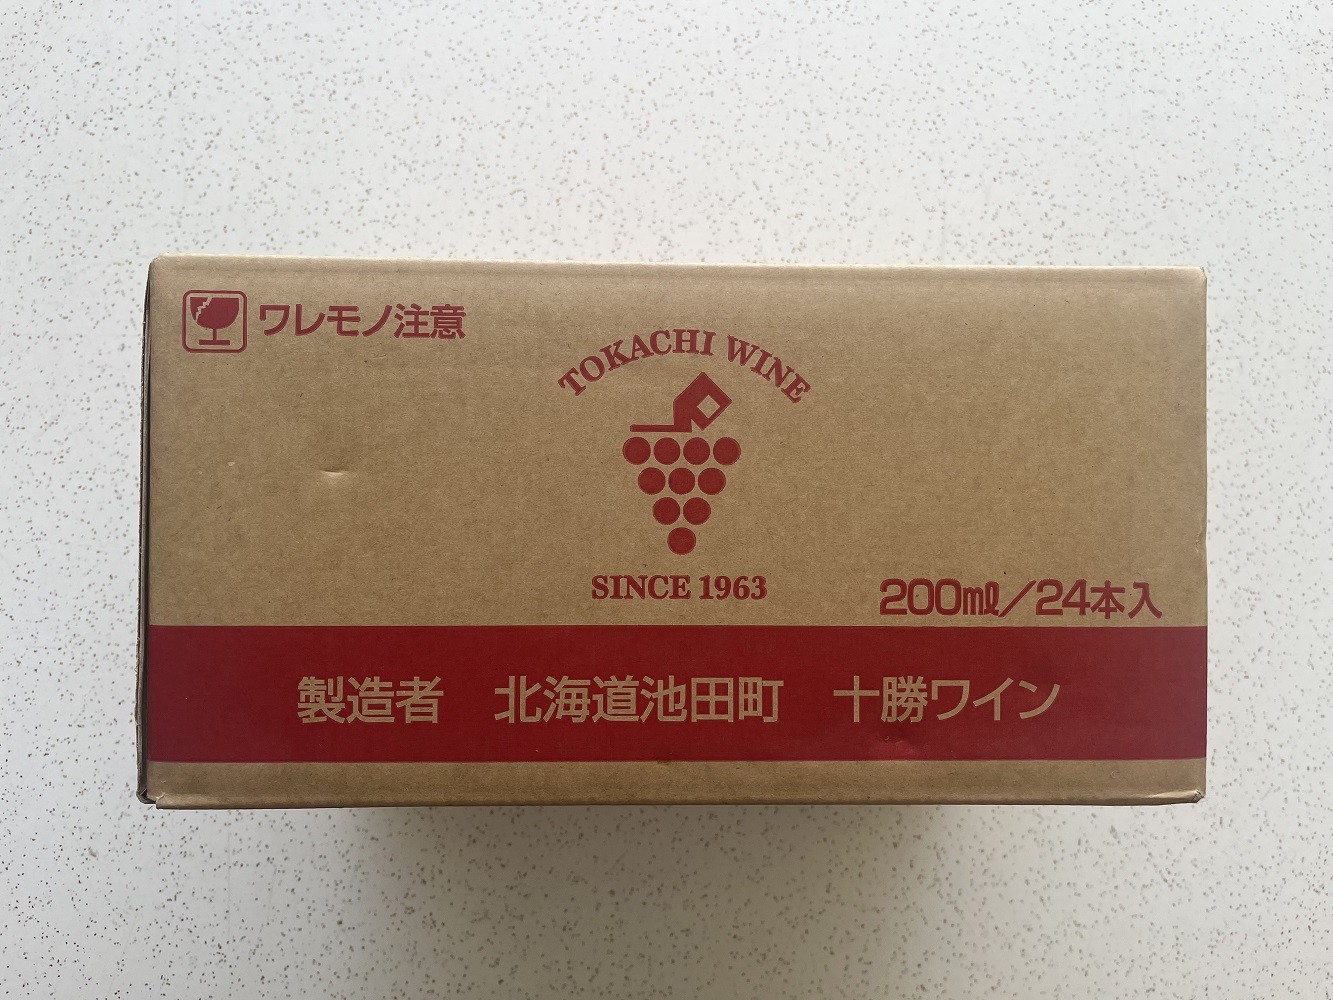 ワレモノ注意
TOKACHI WINE
SINCE 1963
200mℓ/24本入
製造者 北海道池田町 十勝ワイン